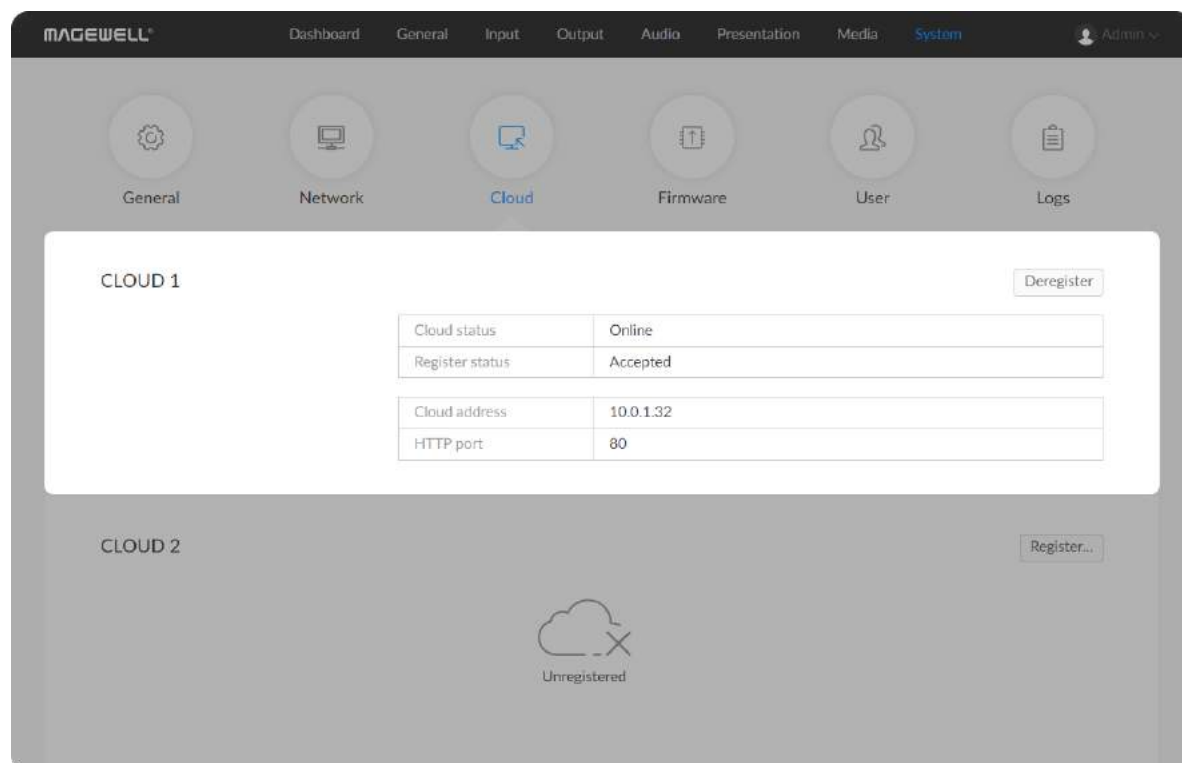 MAGEWELL® Dashboard General Input Output Audio Presentation Media System Admin
General Network Cloud Firmware User Logs
CLOUD 1 Deregister
Cloud status Online
Register status Accepted
Cloud address 10.0.1.32
HTTP port 80
CLOUD 2 Register...
Unregistered